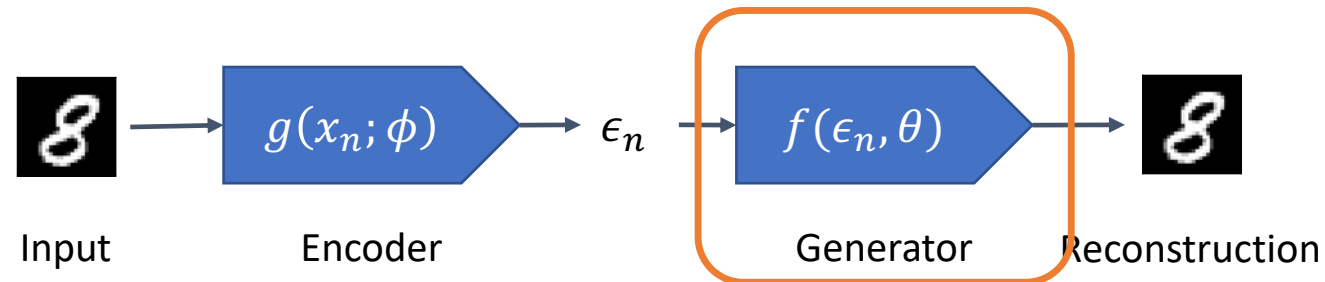 g(x_n; ϕ) ϵ_n f(ϵ_n, θ)
Input Encoder Generator Reconstruction